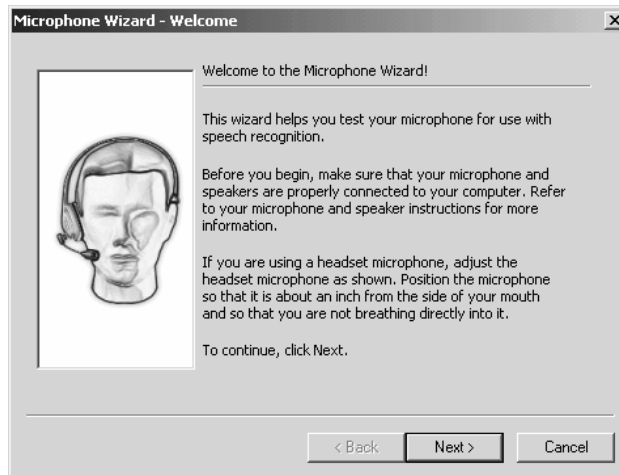 Microphone Wizard - Welcome
Welcome to the Microphone Wizard!
This wizard helps you test your microphone for use with
speech recognition.
Before you begin, make sure that your microphone and
speakers are properly connected to your computer. Refer
to your microphone and speaker instructions for more
information.
If you are using a headset microphone, adjust the
headset microphone as shown. Position the microphone
so that it is about an inch from the side of your mouth
and so that you are not breathing directly into it.
To continue, click Next.
< Back Next > Cancel